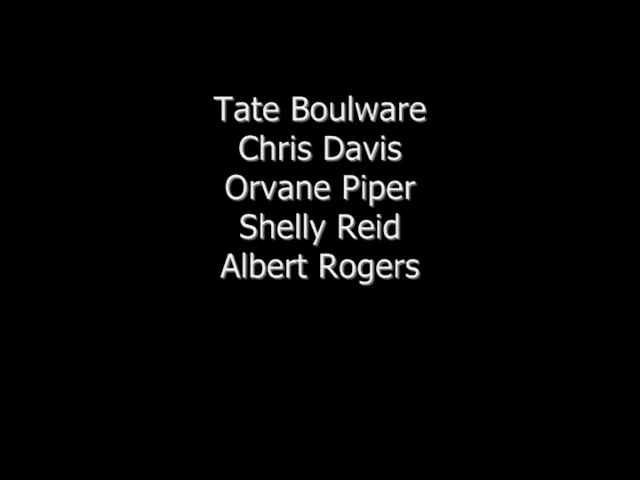 Tate Boulware
Chris Davis
Orvane Piper
Shelly Reid
Albert Rogers